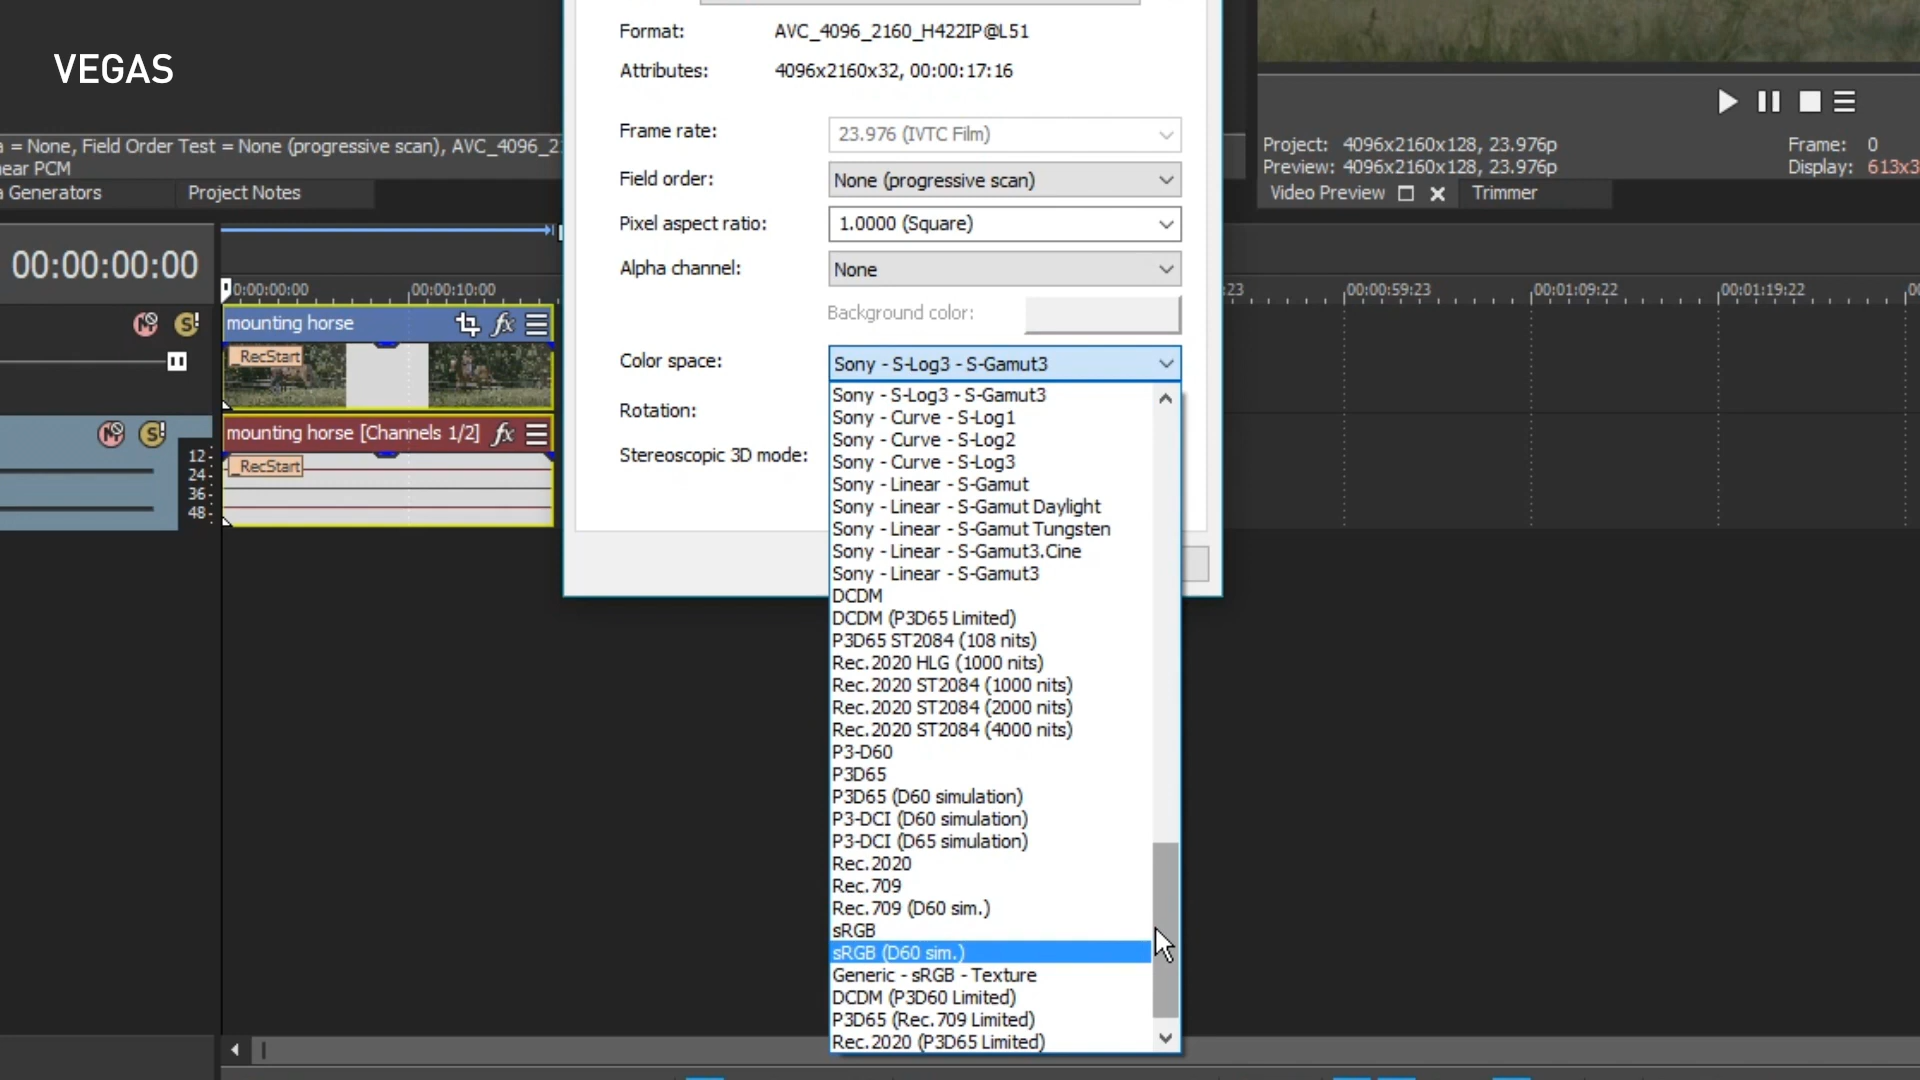 VEGAS
= None, Field Order Test = None (progressive scan), AVC_4096_2
near PCM
Generators
Project Notes
00:00:00:00
0:00:00:00
00:00:10:00
mounting horse
_RecStart
mounting horse [Channels 1/2]
_RecStart
12
24
36
48
Format: AVC_4096_2160_H422IP@L51
Attributes: 4096x2160x32, 00:00:17:16
Frame rate: 23.976 (IVTC Film)
Field order: None (progressive scan)
Pixel aspect ratio: 1.0000 (Square)
Alpha channel: None
Background color:
Color space: Sony - S-Log3 - S-Gamut3
Rotation:
Stereoscopic 3D mode:
Sony - S-Log3 - S-Gamut3
Sony - Curve - S-Log1
Sony - Curve - S-Log2
Sony - Curve - S-Log3
Sony - Linear - S-Gamut
Sony - Linear - S-Gamut Daylight
Sony - Linear - S-Gamut Tungsten
Sony - Linear - S-Gamut3.Cine
Sony - Linear - S-Gamut3
DCDM
DCDM (P3D65 Limited)
P3D65 ST2084 (108 nits)
Rec.2020 HLG (1000 nits)
Rec.2020 ST2084 (1000 nits)
Rec.2020 ST2084 (2000 nits)
Rec.2020 ST2084 (4000 nits)
P3-D60
P3D65
P3D65 (D60 simulation)
P3-DCI (D60 simulation)
P3-DCI (D65 simulation)
Rec.2020
Rec.709
Rec.709 (D60 sim.)
sRGB
sRGB (D60 sim.)
Generic - sRGB - Texture
DCDM (P3D60 Limited)
P3D65 (Rec.709 Limited)
Rec.2020 (P3D65 Limited)
Project: 4096x2160x128, 23.976p
Frame: 0
Preview: 4096x2160x128, 23.976p
Display: 613x3
Video Preview
Trimmer
:23
00:00:59:23
00:01:09:22
00:01:19:22